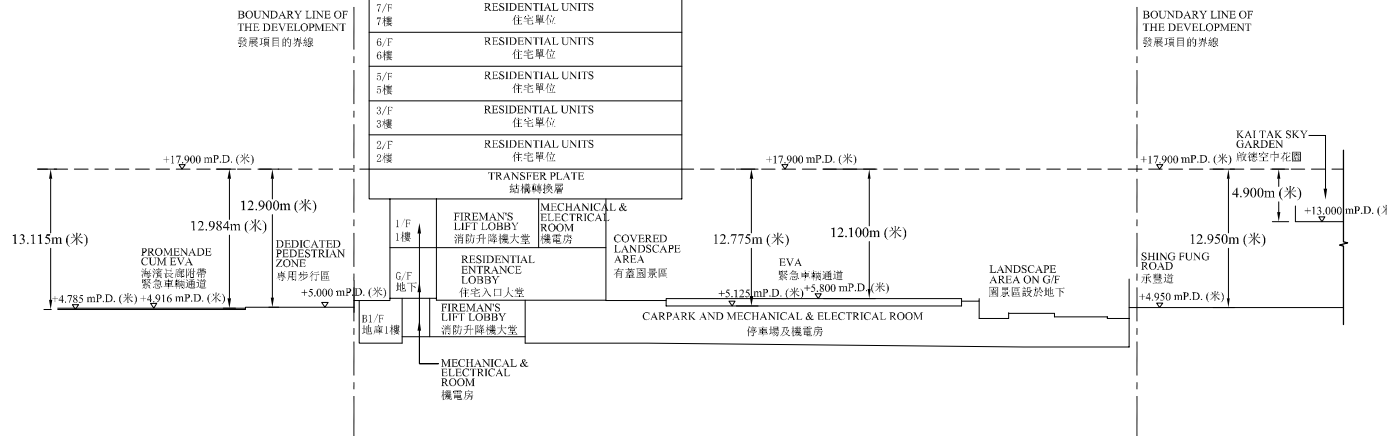 BOUNDARY LINE OF
THE DEVELOPMENT
發展項目的界線
7/F
7樓
RESIDENTIAL UNITS
住宅單位
6/F
6樓
RESIDENTIAL UNITS
住宅單位
5/F
5樓
RESIDENTIAL UNITS
住宅單位
3/F
3樓
RESIDENTIAL UNITS
住宅單位
2/F
2樓
RESIDENTIAL UNITS
住宅單位
TRANSFER PLATE
結構轉換層
BOUNDARY LINE OF
THE DEVELOPMENT
發展項目的界線
KAI TAK SKY
GARDEN
啟德空中花園
+17.900 mP.D. (米)
+17.900 mP.D. (米)
+17.900 mP.D. (米)
13.115m (米)
12.984m (米)
12.900m (米)
12.775m (米)
12.100m (米)
12.950m (米)
4.900m (米)
+13.000 mP.D.
PROMENADE
CUM EVA
海濱長廊附帶
緊急車輛通道
DEDICATED
PEDESTRIAN
ZONE
專用步行區
+4.785 mP.D. (米)
+4.916 mP.D. (米)
+5.000 mP.D. (米)
1/F
1樓
FIREMAN'S
LIFT LOBBY
消防升降機大堂
MECHANICAL &
ELECTRICAL
ROOM
機電房
G/F
地下
RESIDENTIAL
ENTRANCE
LOBBY
住宅入口大堂
COVERED
LANDSCAPE
AREA
有蓋園景區
B1/F
地庫1樓
FIREMAN'S
LIFT LOBBY
消防升降機大堂
MECHANICAL &
ELECTRICAL
ROOM
機電房
EVA
緊急車輛通道
+5.125 mP.D. (米)
+5.800 mP.D. (米)
CARPARK AND MECHANICAL & ELECTRICAL ROOM
停車場及機電房
LANDSCAPE
AREA ON G/F
園景區設於地下
SHING FUNG
ROAD
承豐道
+4.950 mP.D. (米)